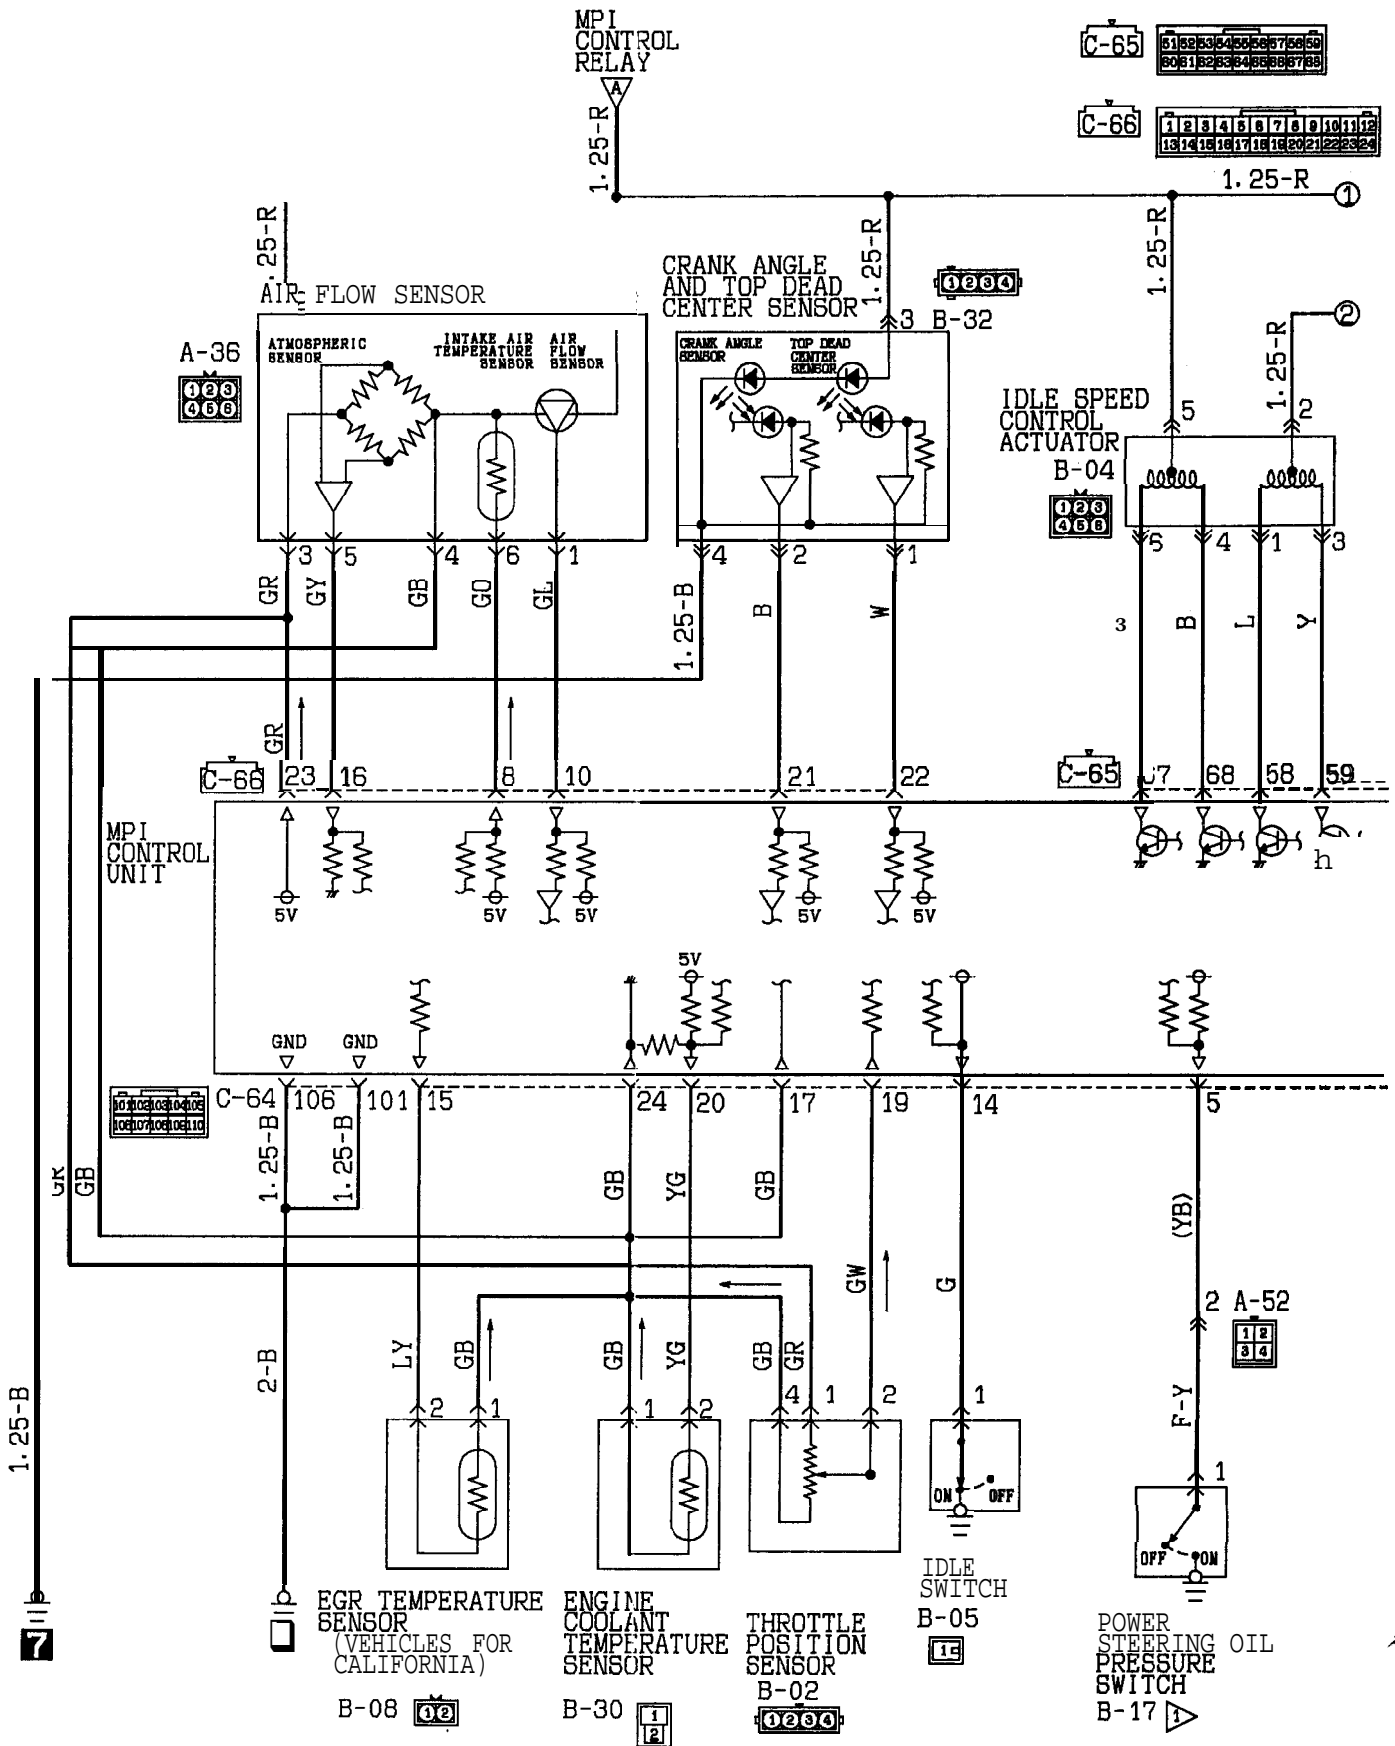 MPI
CONTROL
RELAY
A
1.25-R
C-65
51 52 53 54 55 56 57 58 59
60 61 62 63 64 65 66 67 68
C-66
1 2 3 4 5 6 7 8 9 10 11 12
13 14 15 16 17 18 19 20 21 22 23 24
1.25-R
1
.25-R
1.25-R
1.25-R
2
1.25-R
AIR FLOW SENSOR
CRANK ANGLE
AND TOP DEAD
CENTER SENSOR
1 2 3 4
3 B-32
A-36
1 2 3
4 5 6
ATMOSPHERIC
SENSOR
INTAKE AIR
TEMPERATURE
SENSOR
AIR
FLOW
SENSOR
CRANK ANGLE
SENSOR
TOP DEAD
CENTER
SENSOR
IDLE SPEED
CONTROL
ACTUATOR
B-04
1 2 3
4 5 6
5 2
3 5 4 6 1
4 2 1
6 4 1 3
GR GY GB GO GL
1.25-B B W
3 B L Y
GR
C-66 23 16 8 10 21 22
C-65 67 68 58 59
MPI
CONTROL
UNIT
5V 5V 5V 5V 5V
h
5V
GND GND
101 102 103 104 105
106 107 108 109 110
C-64 106 101 15 24 20 17 19 14 5
1.25-B 1.25-B
GR GB
GB YG GB
(YB)
GW G
2 A-52
1 2
3 4
LY GB GB YG GB GR
2-B
F-Y
1.25-B
2 1 1 2 4 1 2 1
1
ON OFF
OFF ON
7
EGR TEMPERATURE
SENSOR
(VEHICLES FOR
CALIFORNIA)
B-08 1 2
ENGINE
COOLANT
TEMPERATURE
SENSOR
B-30 1
2
THROTTLE
POSITION
SENSOR
B-02
1 2 3 4
IDLE
SWITCH
B-05
1
POWER
STEERING OIL
PRESSURE
SWITCH
B-17 1